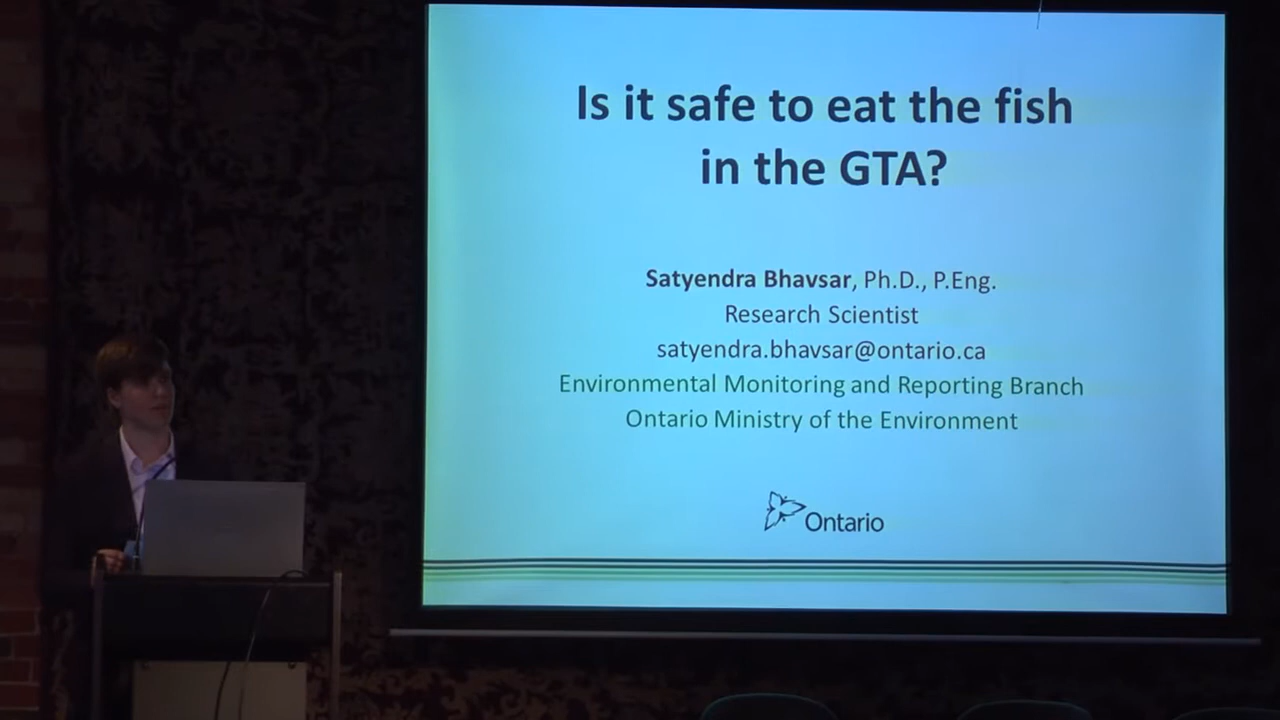 Is it safe to eat the fish
in the GTA?
Satyendra Bhavsar, Ph.D., P.Eng.
Research Scientist
satyendra.bhavsar@ontario.ca
Environmental Monitoring and Reporting Branch
Ontario Ministry of the Environment
Ontario